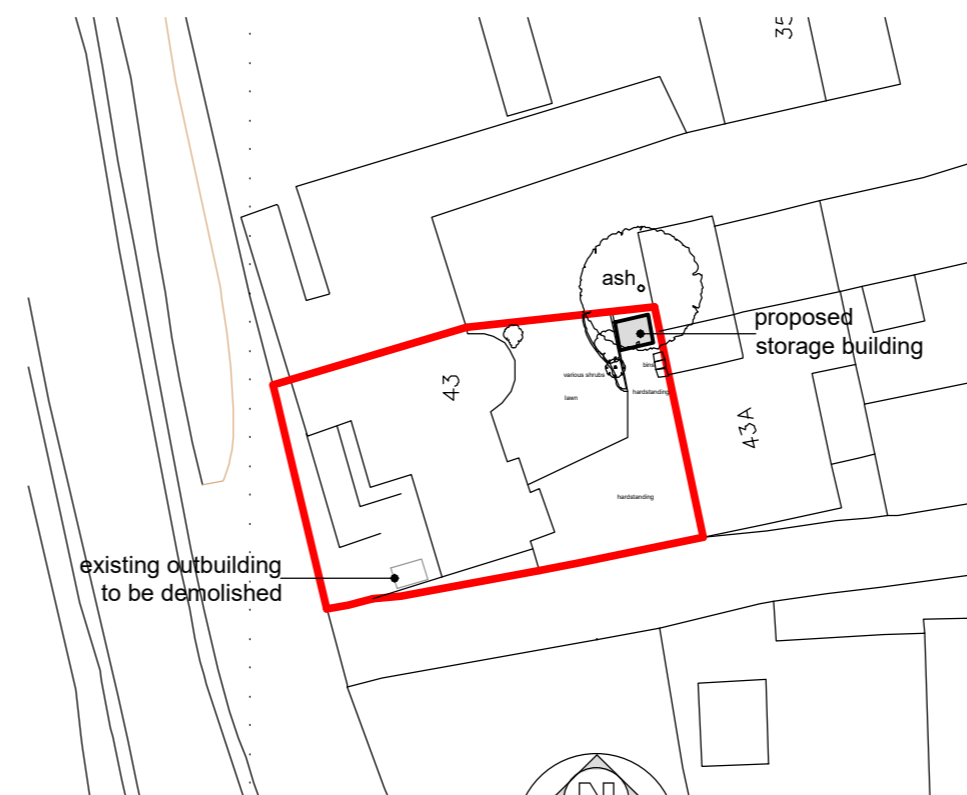 35
ash
proposed
storage building
43
various shrubs
bins
lawn
hardstanding
43A
hardstanding
existing outbuilding
to be demolished
N